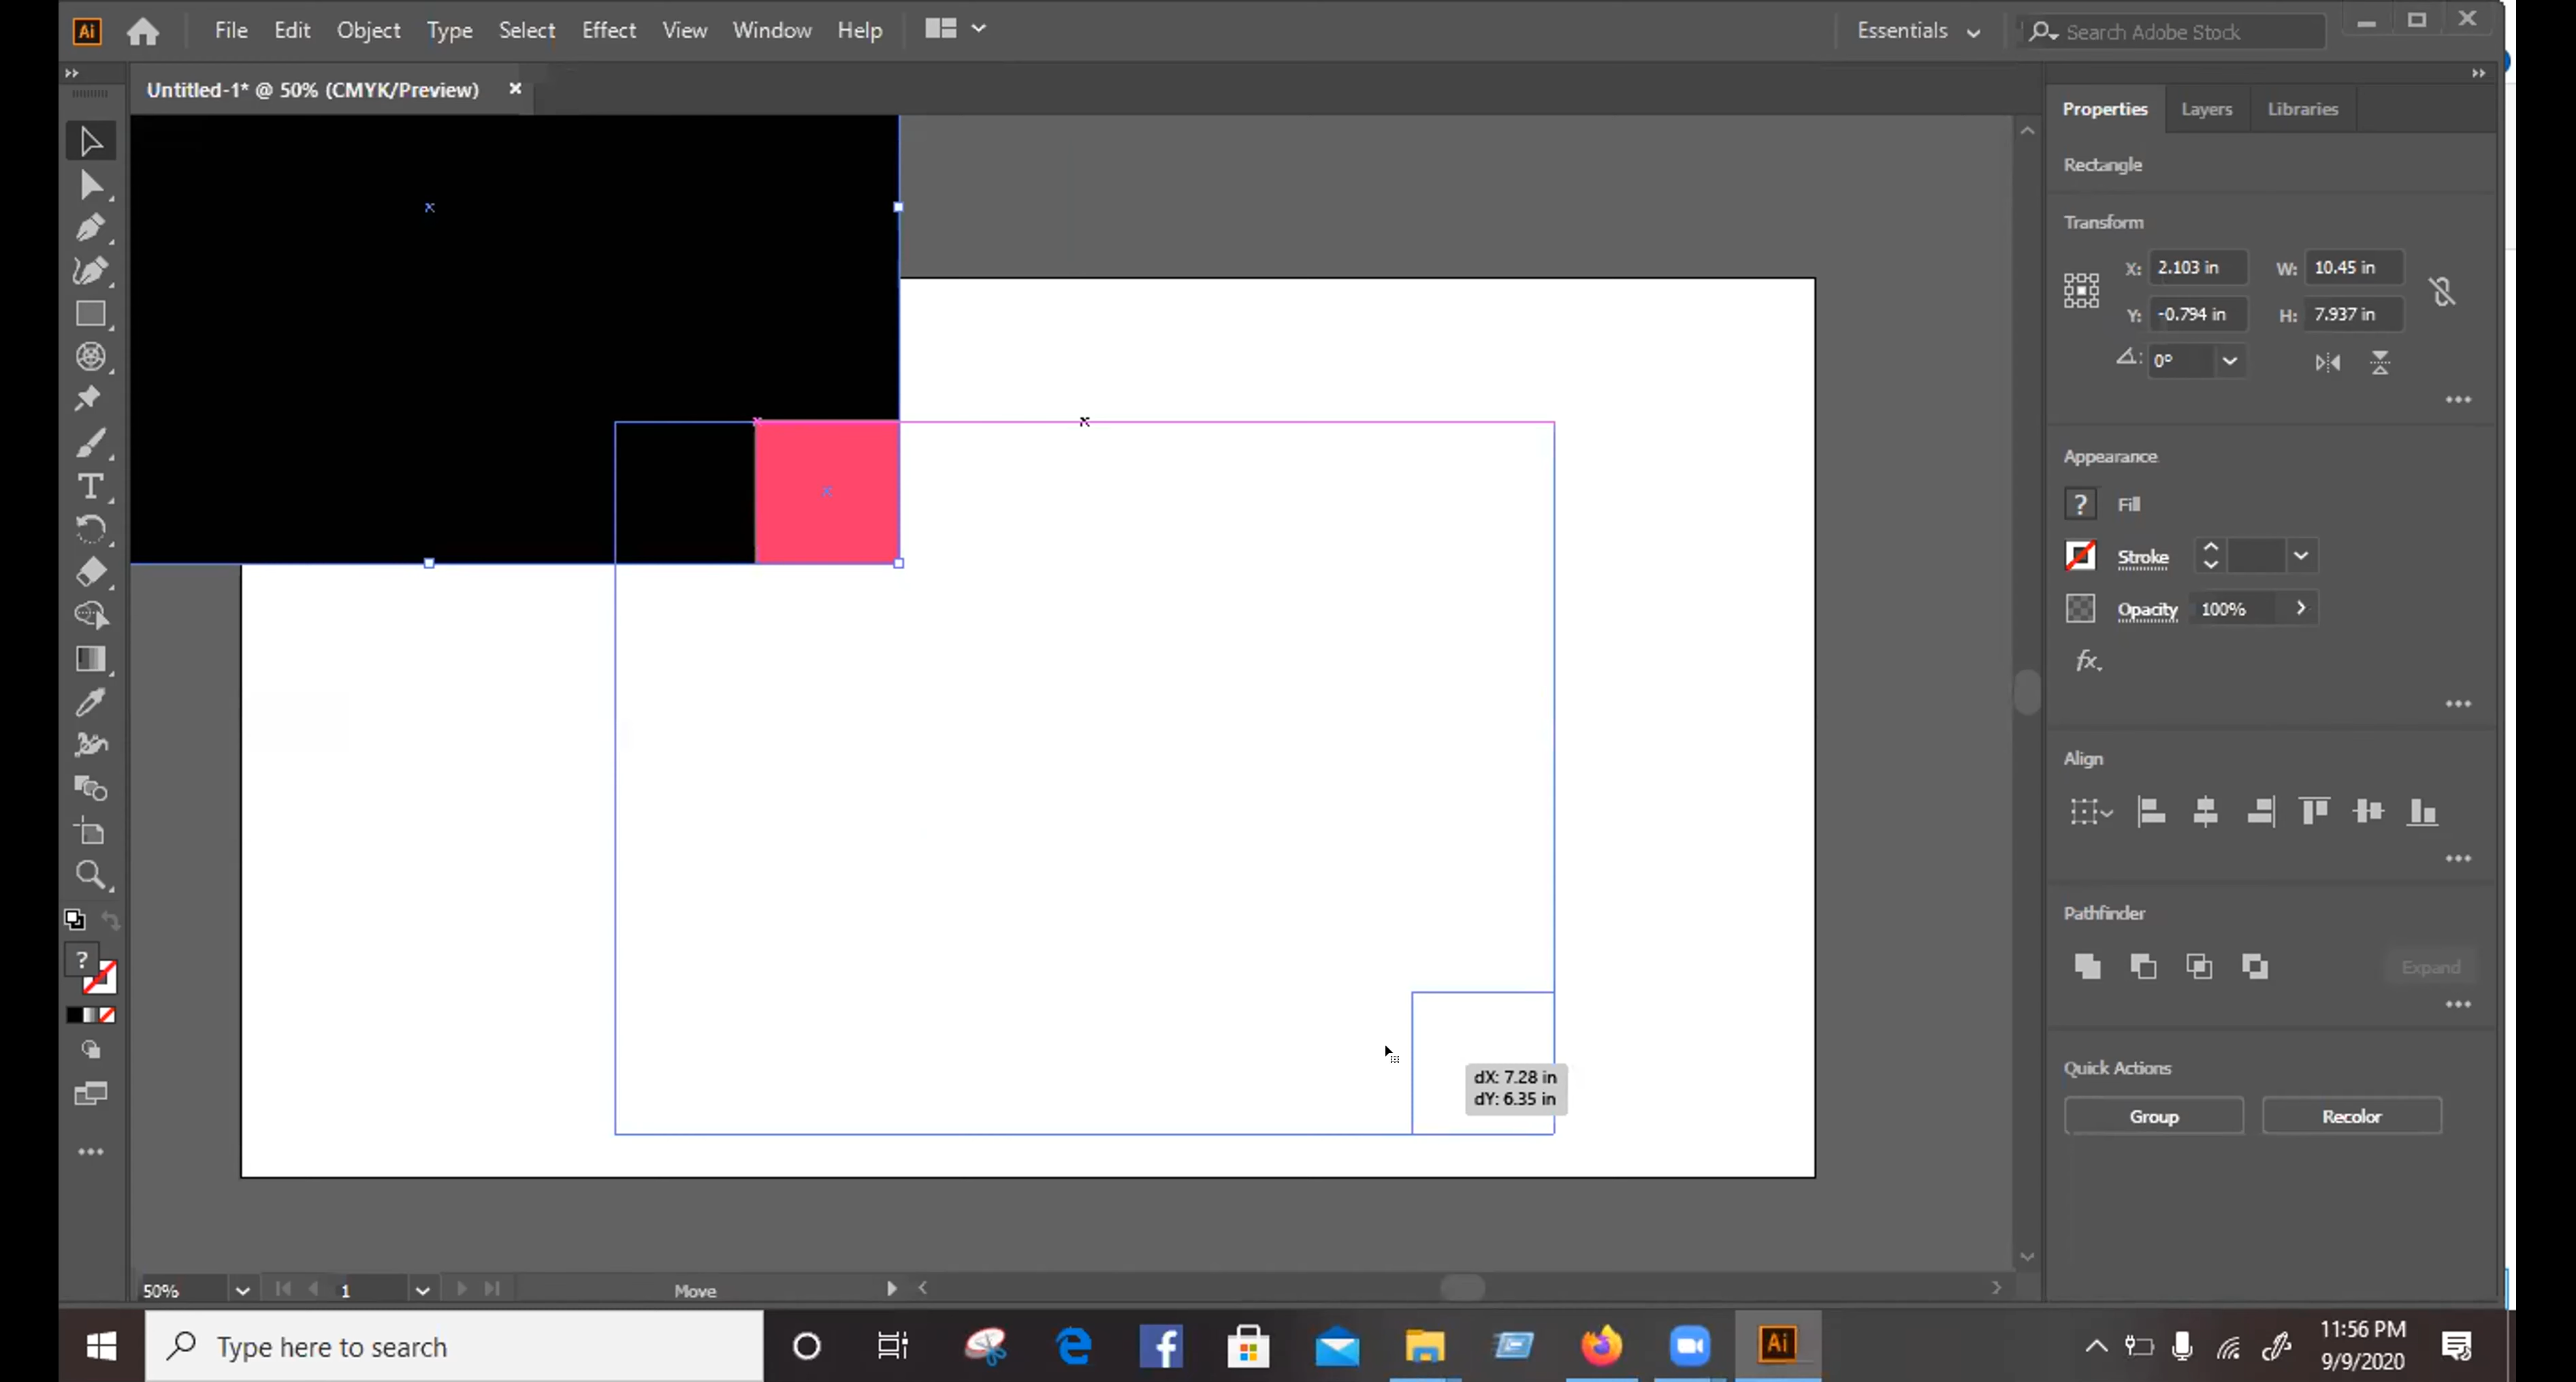 Ai File Edit Object Type Select Effect View Window Help Essentials Search Adobe Stock
Untitled-1* @ 50% (CMYK/Preview)
Properties Layers Libraries
Rectangle
Transform
X: 2.103 in W: 10.45 in
Y: -0.794 in H: 7.937 in
0°
Appearance
? Fill
Stroke
Opacity 100%
fx.
Align
Pathfinder
Expand
Quick Actions
Group Recolor
T
?
dX: 7.28 in
dY: 6.35 in
50% 1 Move
Type here to search
Ai
11:56 PM
9/9/2020